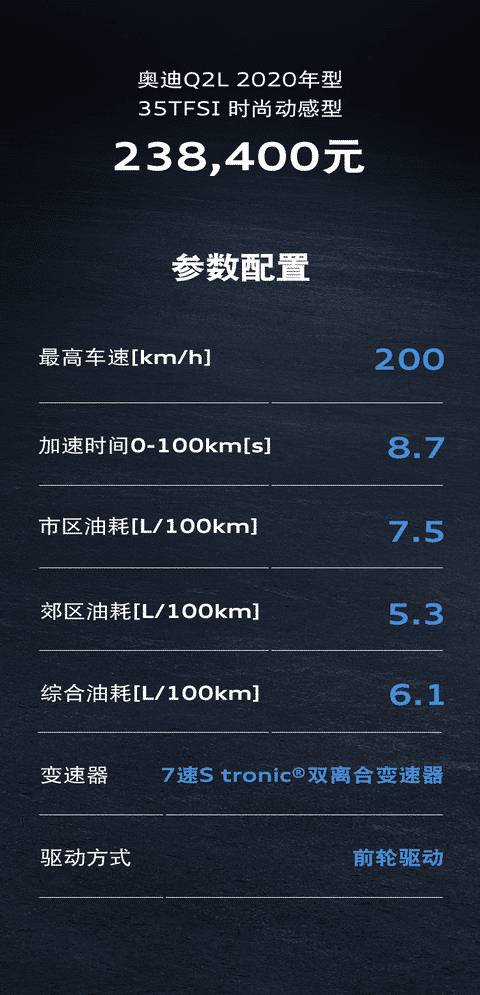 奥迪Q2L 2020年型
35TFSI 时尚动感型
238,400元
参数配置
最高车速[km/h] 200
加速时间0-100km[s] 8.7
市区油耗[L/100km] 7.5
郊区油耗[L/100km] 5.3
综合油耗[L/100km] 6.1
变速器 7速S tronic®双离合变速器
驱动方式 前轮驱动